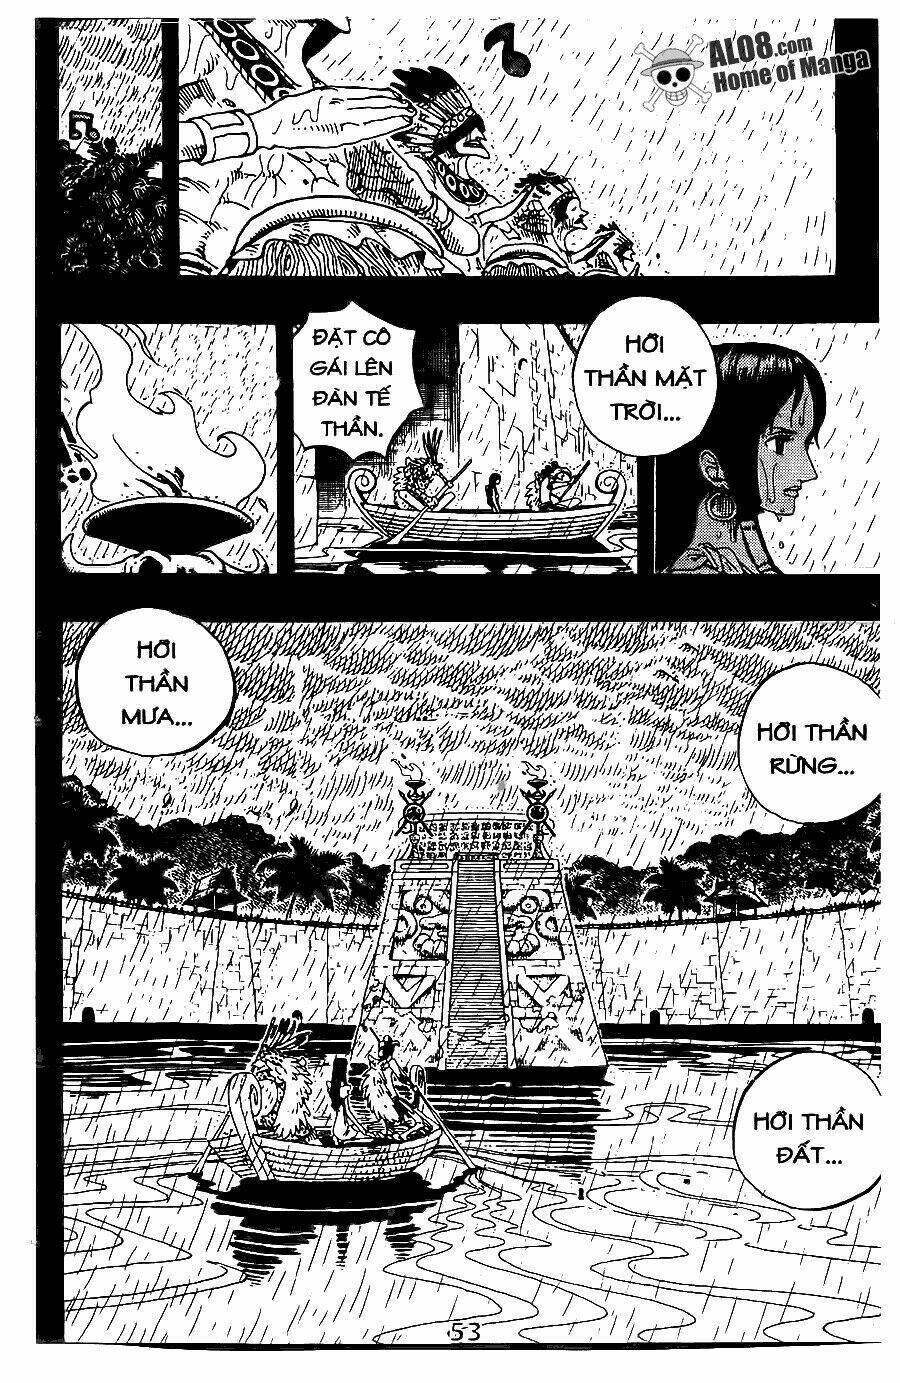 ALO8.com
Home of Manga
HỠI
THẦN MẶT
TRỜI...
ĐẶT CÔ
GÁI LÊN
ĐÀN TẾ
THẦN.
HỠI THẦN
RỪNG...
HỠI
THẦN
MƯA...
HỠI THẦN
ĐẤT...
53